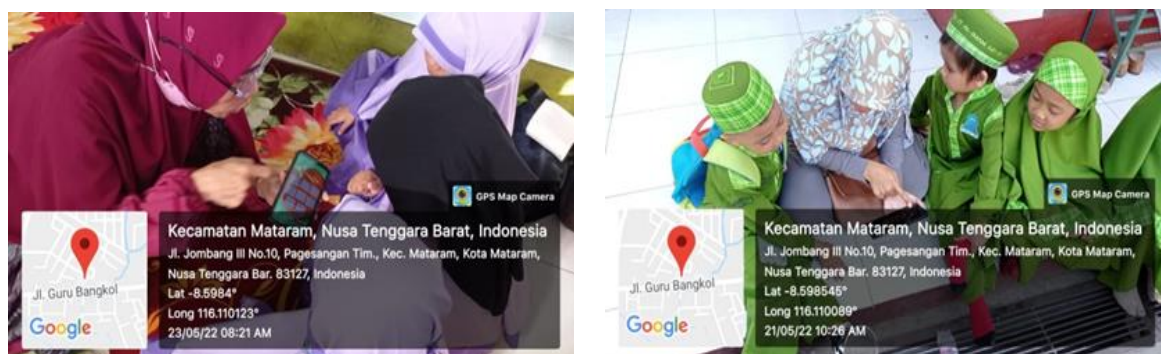 GPS Map Camera
Kecamatan Mataram, Nusa Tenggara Barat, Indonesia
Jl. Jombang III No.10, Pagesangan Tim., Kec. Mataram, Kota Mataram,
Nusa Tenggara Bar. 83127, Indonesia
Lat -8.5984°
Long 116.110123°
23/05/22 08:21 AM
Jl. Guru Bangkol
Google
GPS Map Camera
Kecamatan Mataram, Nusa Tenggara Barat, Indonesia
Jl. Jombang III No.10, Pagesangan Tim., Kec. Mataram, Kota Mataram,
Nusa Tenggara Bar. 83127, Indonesia
Lat -8.598545°
Long 116.110089°
21/05/22 10:26 AM
Jl. Guru Bangkol
Google